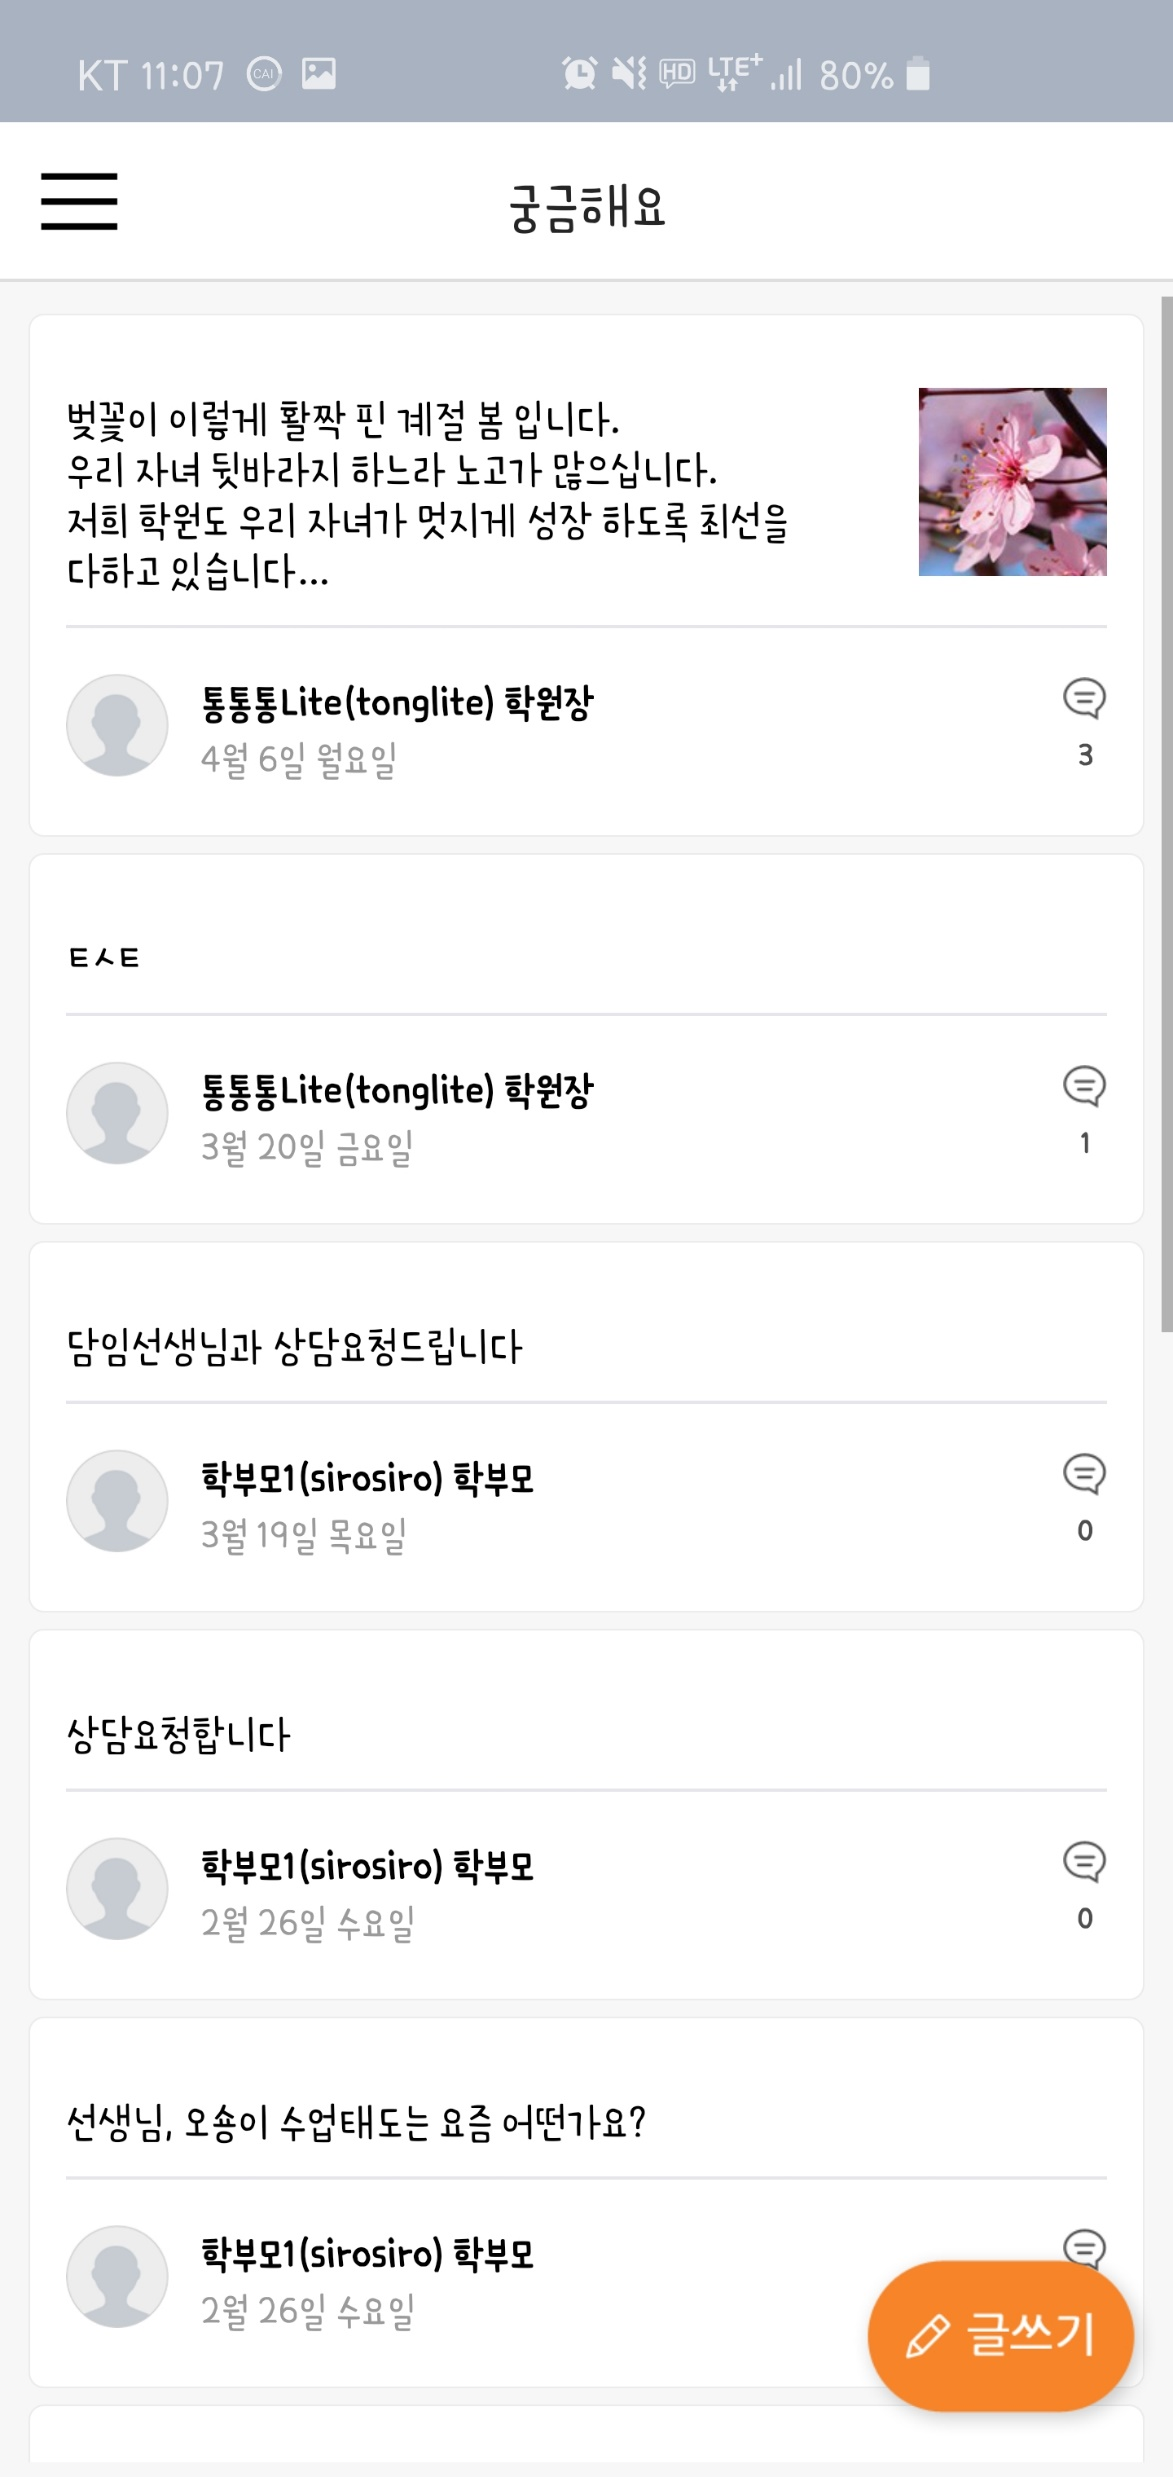 KT 11:07 CAI HD LTE+ 80%
궁금해요
벚꽃이 이렇게 활짝 핀 계절 봄 입니다.
우리 자녀 뒷바라지 하느라 노고가 많으십니다.
저희 학원도 우리 자녀가 멋지게 성장 하도록 최선을
다하고 있습니다...
통통통Lite(tonglite) 학원장
4월 6일 월요일
3
ㅌㅅㅌ
통통통Lite(tonglite) 학원장
3월 20일 금요일
1
담임선생님과 상담요청드립니다
학부모1(sirosiro) 학부모
3월 19일 목요일
0
상담요청합니다
학부모1(sirosiro) 학부모
2월 26일 수요일
0
선생님, 오송이 수업태도는 요즘 어떤가요?
학부모1(sirosiro) 학부모
2월 26일 수요일
글쓰기